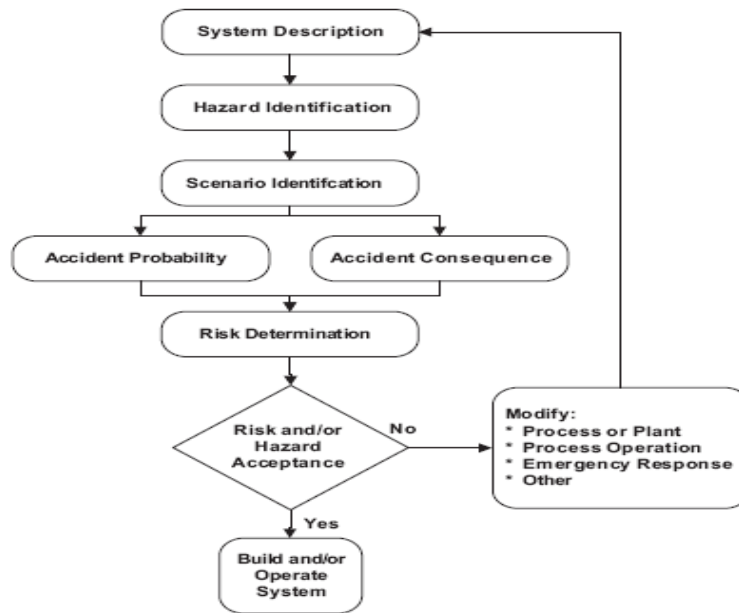 System Description
Hazard Identification
Scenario Identifcation
Accident Probability
Accident Consequence
Risk Determination
Risk and/or
Hazard
Acceptance
No
Modify:
* Process or Plant
* Process Operation
* Emergency Response
* Other
Yes
Build and/or
Operate
System